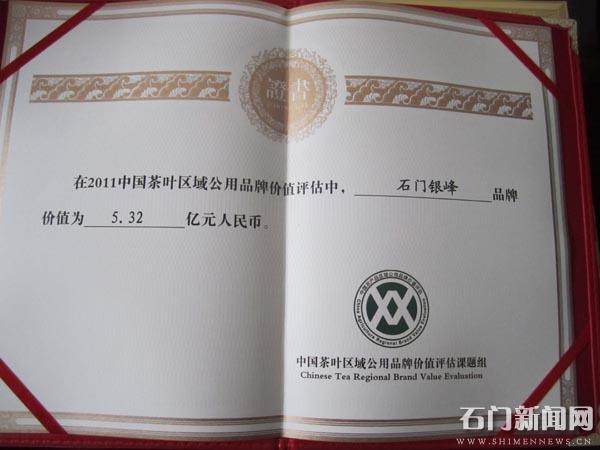 證書
在2011中国茶叶区域公用品牌价值评估中， 石门银峰 品牌
价值为 5.32 亿元人民币。
中国茶叶区域公用品牌价值评估课题组
Chinese Tea Regional Brand Value Evaluation
石门新闻网
WWW.SHIMENNEWS.CN